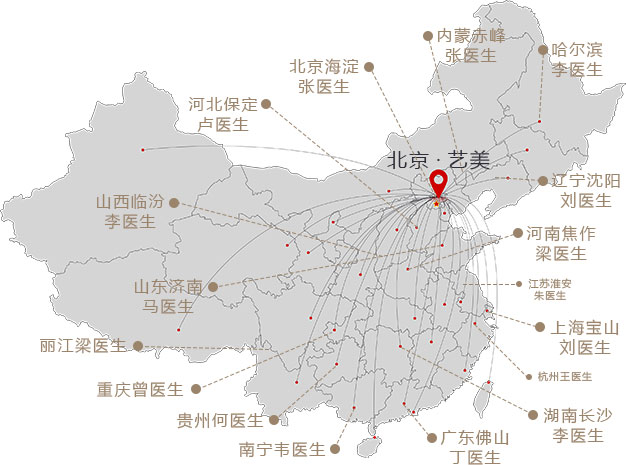 内蒙赤峰
张医生
哈尔滨
李医生
北京海淀
张医生
河北保定
卢医生
北京·艺美
辽宁沈阳
刘医生
山西临汾
李医生
河南焦作
梁医生
山东济南
马医生
江苏淮安
朱医生
上海宝山
刘医生
丽江梁医生
杭州王医生
重庆曾医生
贵州何医生
湖南长沙
李医生
南宁韦医生
广东佛山
丁医生